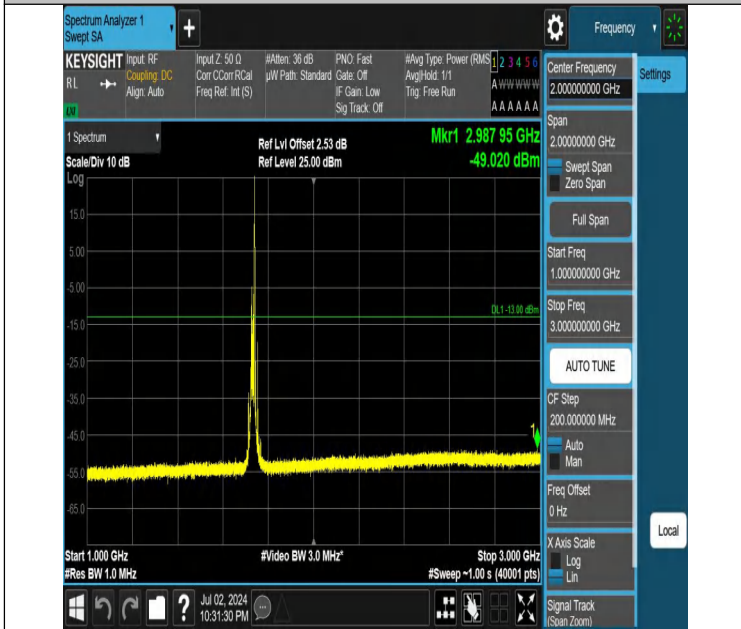 Spectrum Analyzer 1
Swept SA
Frequency
KEYSIGHT
RL
Input: RF
Coupling: DC
Align: Auto
Input Z: 50 Ω
Corr CCorr RCal
Freq Ref: Int (S)
#Atten: 36 dB
µW Path: Standard
PNO: Fast
Gate: Off
IF Gain: Low
Sig Track: Off
#Avg Type: Power (RMS
Avg|Hold: 1/1
Trig: Free Run
1 2 3 4 5 6
A W W W W W
A A A A A A
1 Spectrum
Scale/Div 10 dB
Ref Lvl Offset 2.53 dB
Ref Level 25.00 dBm
Mkr1 2.987 95 GHz
-49.020 dBm
Log
15.0
5.00
-5.00
DL1 -13.00 dBm
-15.0
-25.0
-35.0
-45.0
1
-55.0
-65.0
Start 1.000 GHz
#Res BW 1.0 MHz
#Video BW 3.0 MHz*
Stop 3.000 GHz
#Sweep ~1.00 s (40001 pts)
Jul 02, 2024
10:31:30 PM
Center Frequency
2.000000000 GHz
Settings
Span
2.00000000 GHz
Swept Span
Zero Span
Full Span
Start Freq
1.000000000 GHz
Stop Freq
3.000000000 GHz
AUTO TUNE
CF Step
200.000000 MHz
Auto
Man
Freq Offset
0 Hz
X Axis Scale
Log
Lin
Local
Signal Track
(Span Zoom)